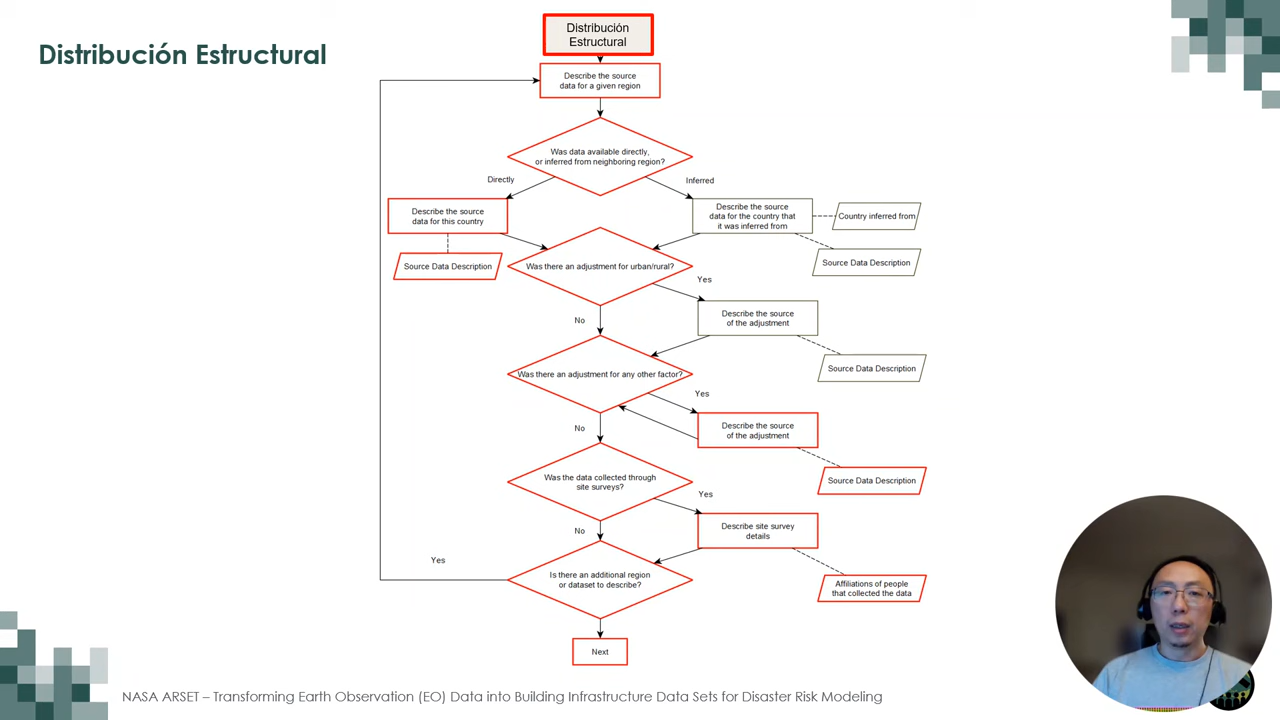 Distribución Estructural
Distribución
Estructural
Describe the source
data for a given region
Was data available directly,
or inferred from neighboring region?
Directly
Inferred
Describe the source
data for this country
Describe the source
data for the country that
it was inferred from
Country inferred from
Source Data Description
Source Data Description
Was there an adjustment for urban/rural?
Yes
No
Describe the source
of the adjustment
Source Data Description
Was there an adjustment for any other factor?
Yes
No
Describe the source
of the adjustment
Source Data Description
Was the data collected through
site surveys?
Yes
No
Describe site survey
details
Yes
Is there an additional region
or dataset to describe?
Affiliations of people
that collected the data
Next
NASA ARSET – Transforming Earth Observation (EO) Data into Building Infrastructure Data Sets for Disaster Risk Modeling